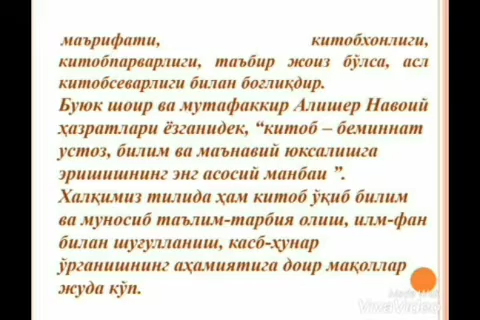 маърифати, китобхонлиги,
китобпарварлиги, таъбир жоиз бўлса, асл
китобсеварлиги билан боғлиқдир.
Буюк шоир ва мутафаккир Алишер Навоий
ҳазратлари ёзганидек, “китоб – беминнат
устоз, билим ва маънавий юксалишга
эришишнинг энг асосий манбаи ”.
Халқимиз тилида ҳам китоб ўқиб билим
ва муносиб таълим-тарбия олиш, илм-фан
билан шуғулланиш, касб-ҳунар
ўрганишнинг аҳамиятига доир мақоллар
жуда кўп.
VivaVideo